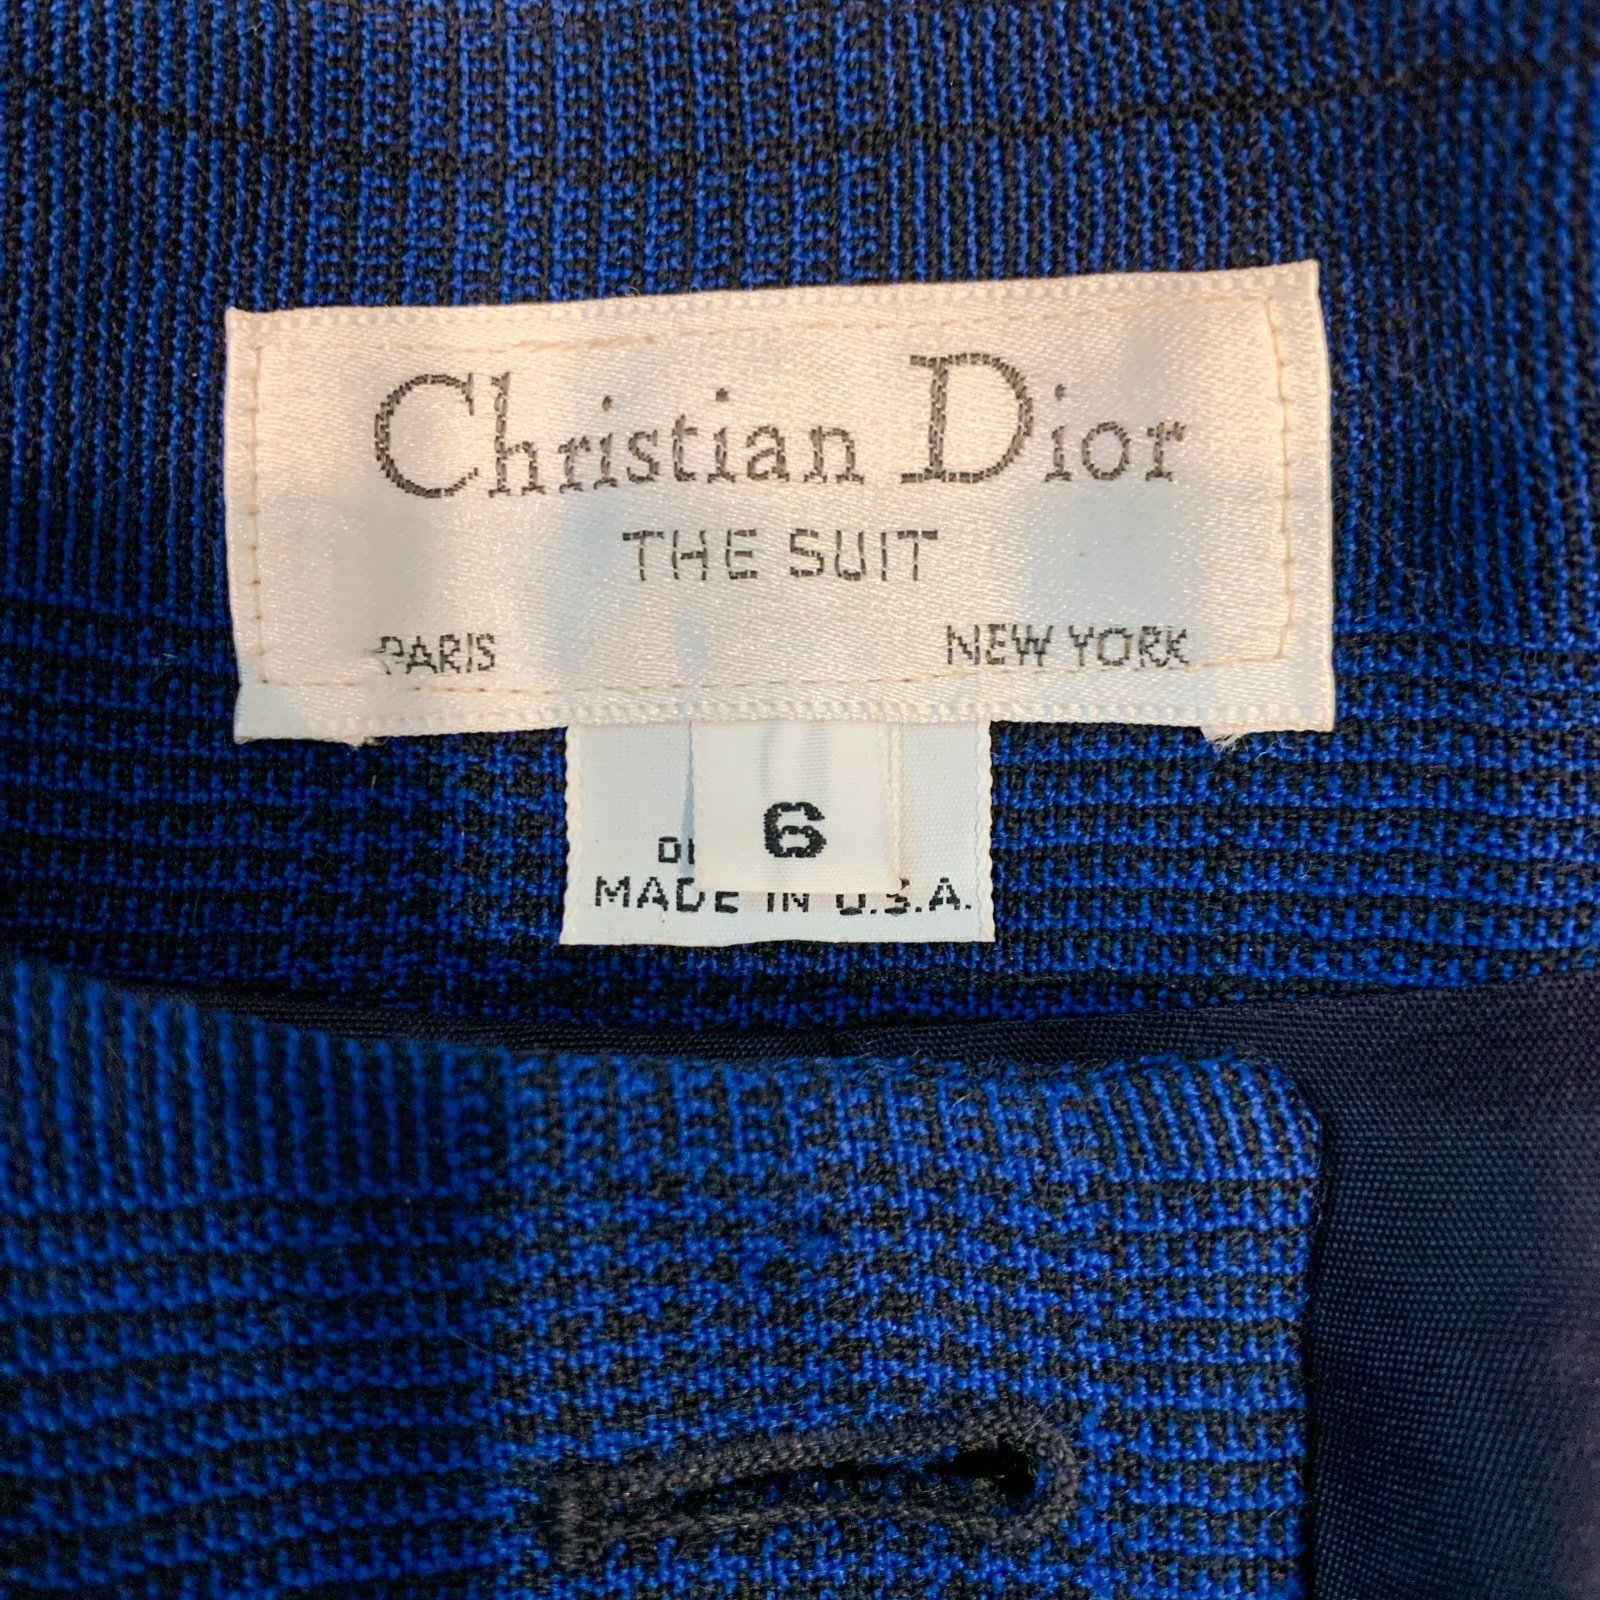 Christian Dior
THE SUIT
PARIS NEW YORK
6
MADE IN U.S.A.